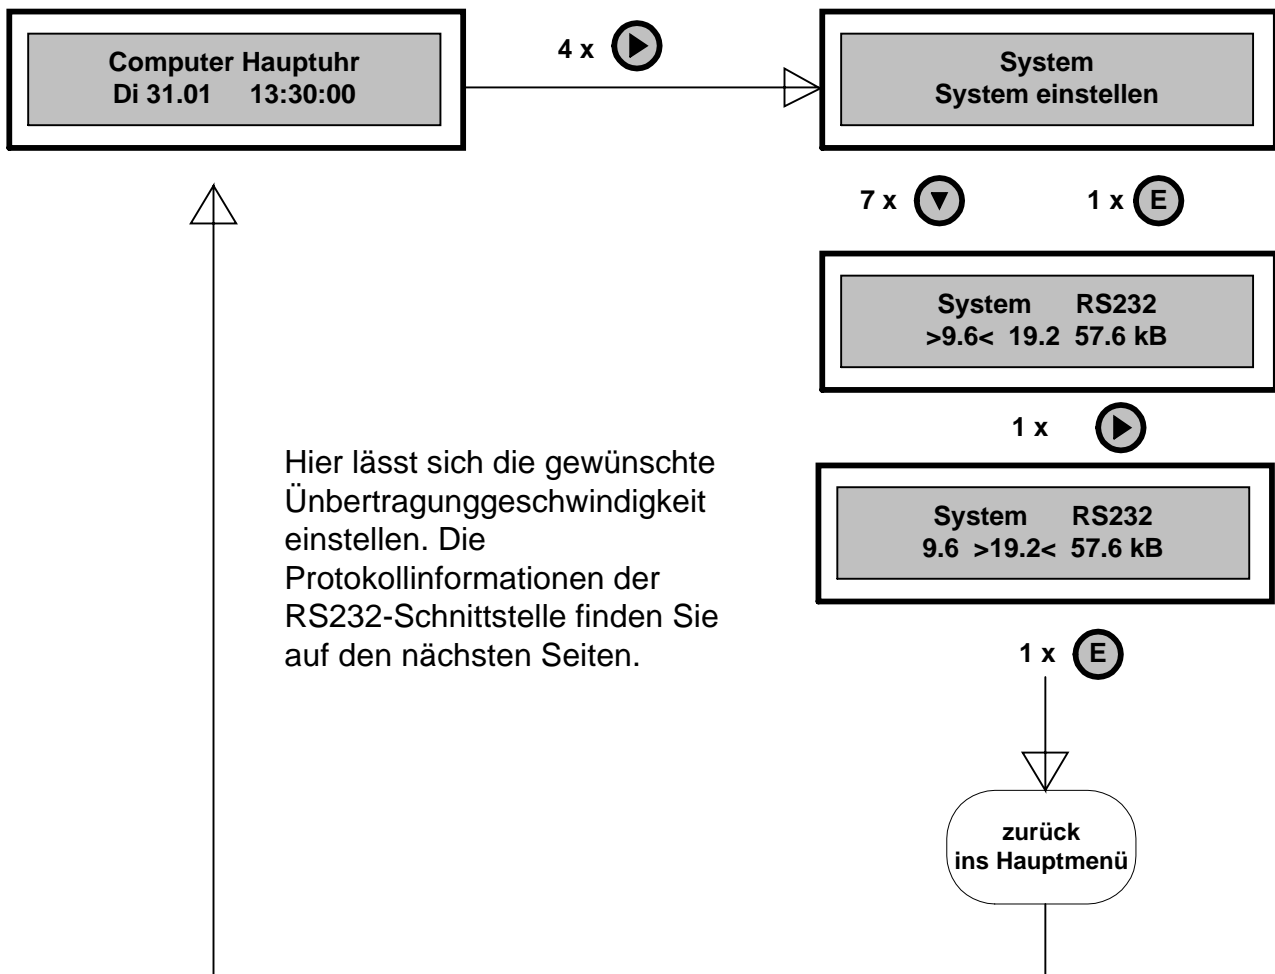 Computer Hauptuhr
Di 31.01 13:30:00
4 x
System
System einstellen
7 x
1 x E
System RS232
>9.6< 19.2 57.6 kB
1 x
System RS232
9.6 >19.2< 57.6 kB
1 x E
Hier lässt sich die gewünschte
Ünbertragunggeschwindigkeit
einstellen. Die
Protokollinformationen der
RS232-Schnittstelle finden Sie
auf den nächsten Seiten.
zurück
ins Hauptmenü